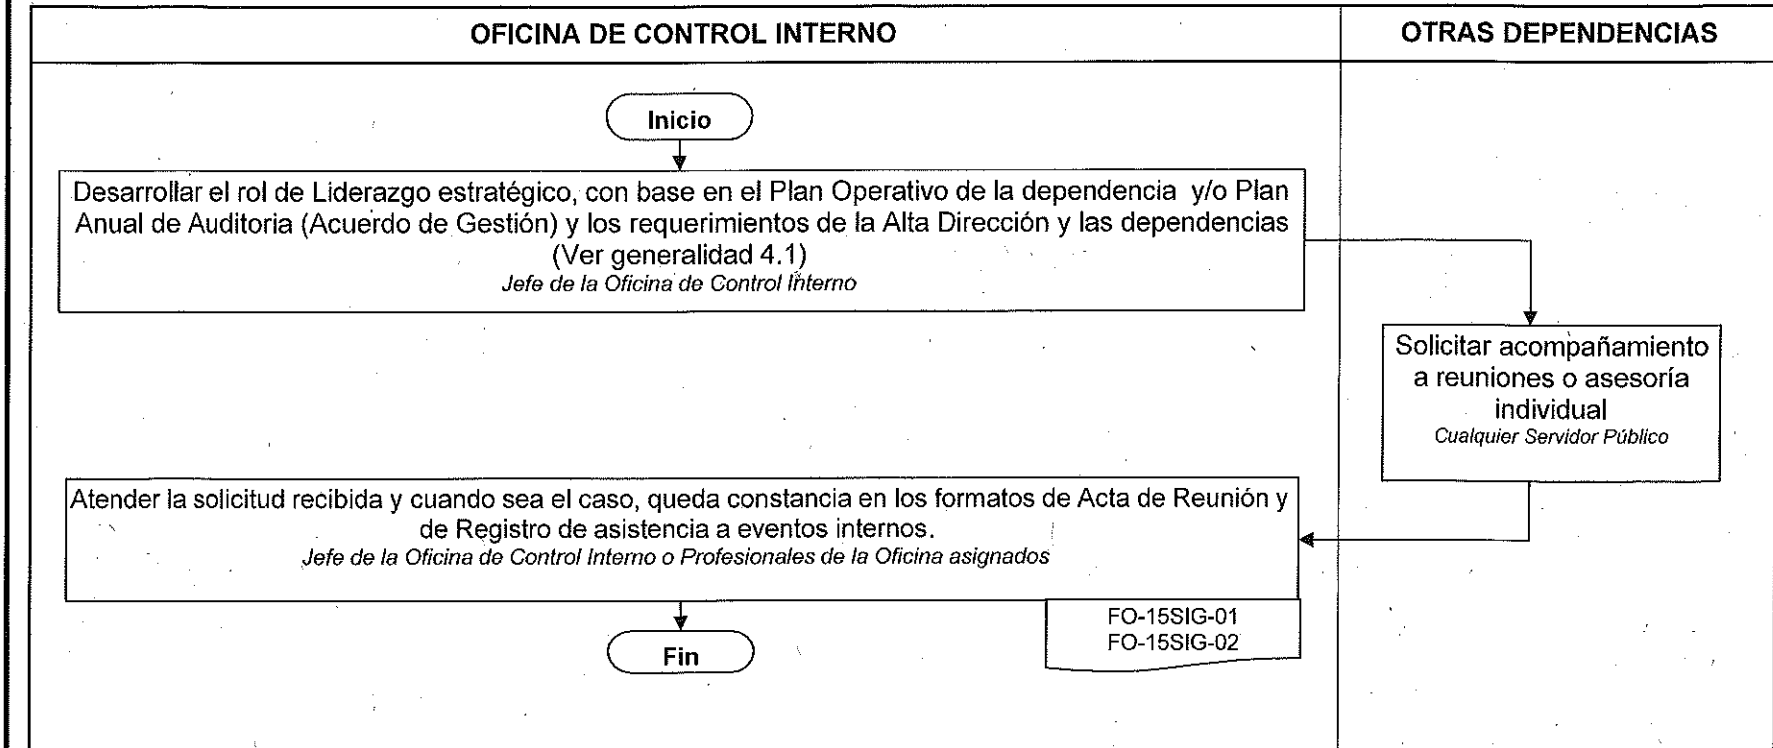 OFICINA DE CONTROL INTERNO
OTRAS DEPENDENCIAS
Inicio
Desarrollar el rol de Liderazgo estratégico, con base en el Plan Operativo de la dependencia y/o Plan
Anual de Auditoria (Acuerdo de Gestión) y los requerimientos de la Alta Dirección y las dependencias
(Ver generalidad 4.1)
Jefe de la Oficina de Control Interno
Solicitar acompañamiento
a reuniones o asesoría
individual
Cualquier Servidor Público
Atender la solicitud recibida y cuando sea el caso, queda constancia en los formatos de Acta de Reunión y
de Registro de asistencia a eventos internos.
Jefe de la Oficina de Control Interno o Profesionales de la Oficina asignados
FO-15SIG-01
FO-15SIG-02
Fin